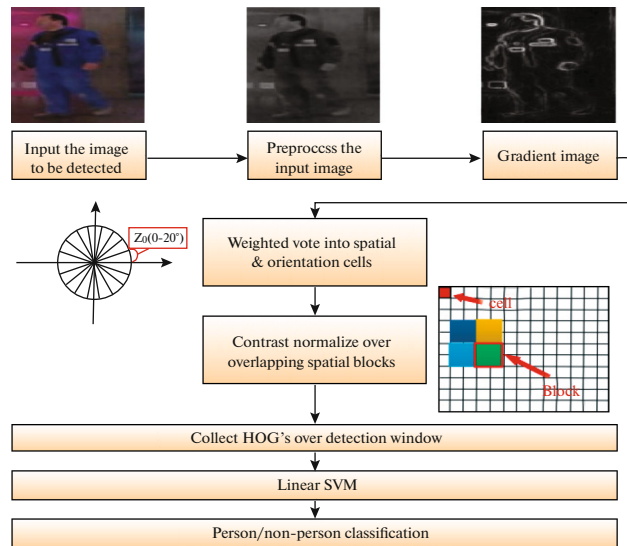 Input the image
to be detected
Preproccss the
input image
Gradient image
Z0(0-20°)
Weighted vote into spatial
& orientation cells
cell
Contrast normalize over
overlapping spatial blocks
Block
Collect HOG's over detection window
Linear SVM
Person/non-person classification